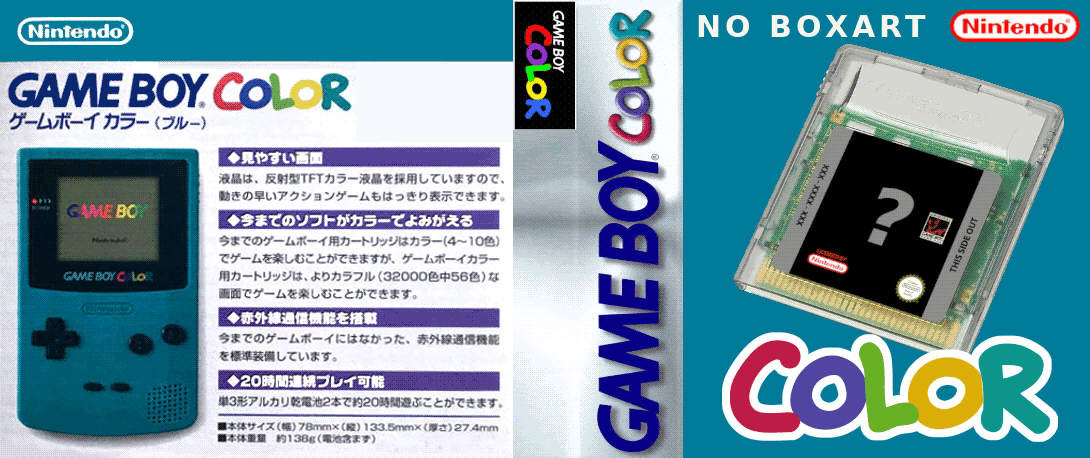 Nintendo
GAME BOY COLOR
ゲームボーイ カラー（ブルー）
GAME BOY
Nintendo
GAME BOY COLOR
Nintendo
◆見やすい画面
液晶は、反射型TFTカラー液晶を採用していますので、
動きの早いアクションゲームもはっきり表示できます。
◆今までのソフトがカラーでよみがえる
今までのゲームボーイ用カートリッジはカラー（4〜10色）
でゲームを楽しむことができますが、ゲームボーイカラー
用カートリッジは、よりカラフル（32000色中56色）な
画面でゲームを楽しむことができます。
◆赤外線通信機能を搭載
今までのゲームボーイにはなかった、赤外線通信機能
を標準装備しています。
◆20時間連続プレイ可能
単3形アルカリ乾電池2本で約20時間遊ぶことができます。
■本体サイズ（幅）78mm×（縦）133.5mm×（厚さ）27.4mm
■本体重量 約138g（電池含まず）
GAME BOY
COLOR
GAME BOY COLOR
NO BOXART
Nintendo
XXX - XXXX - XXX
?
THIS SIDE OUT
Nintendo
COLOR